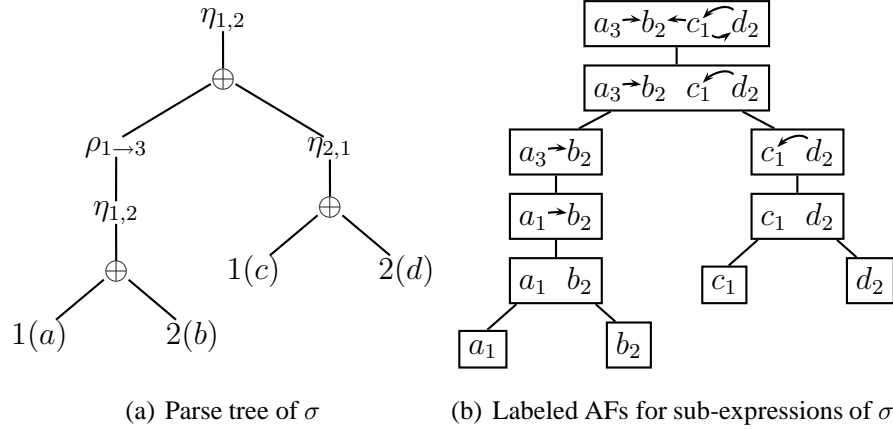 η₁,₂
⊕
ρ₁→₃ η₂,₁
η₁,₂ ⊕
1(c) 2(d)
⊕
1(a) 2(b)
(a) Parse tree of σ
a₃ b₂ c₁ d₂
a₃ b₂ c₁ d₂
a₃ b₂ c₁ d₂
a₁ b₂ c₁ d₂
a₁ b₂ c₁ d₂
a₁ b₂
(b) Labeled AFs for sub-expressions of σ